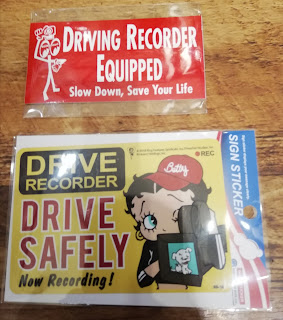 DRIVING RECORDER
EQUIPPED
Slow Down, Save Your Life
DRIVE
RECORDER
REC
Betty
DRIVE
SAFELY
Now Recording!
SIGN STICKER